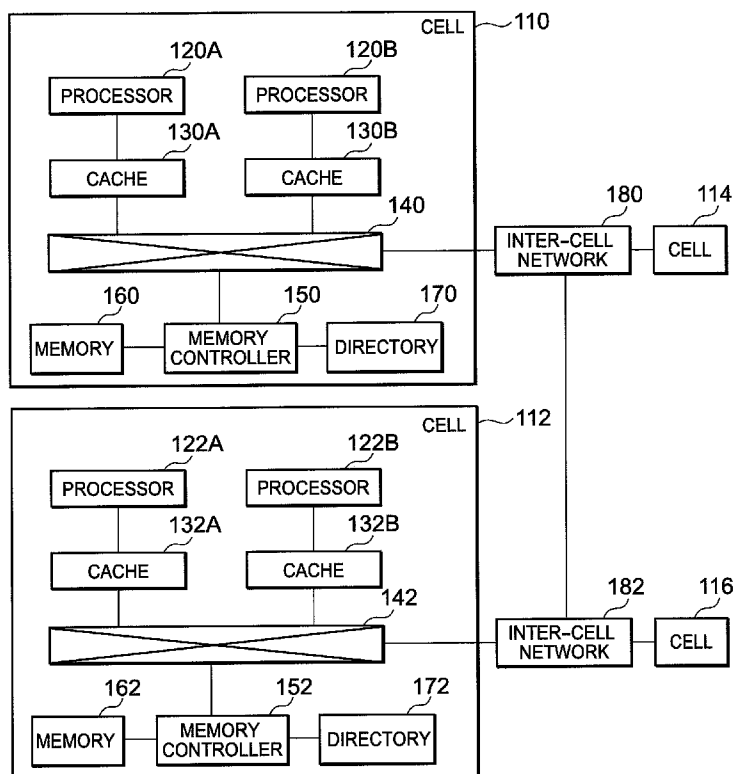 CELL 110
120A 120B
PROCESSOR PROCESSOR
130A 130B
CACHE CACHE
140
180 114
INTER-CELL NETWORK CELL
160 150 170
MEMORY MEMORY CONTROLLER DIRECTORY
CELL 112
122A 122B
PROCESSOR PROCESSOR
132A 132B
CACHE CACHE
142
182 116
INTER-CELL NETWORK CELL
162 152 172
MEMORY MEMORY CONTROLLER DIRECTORY